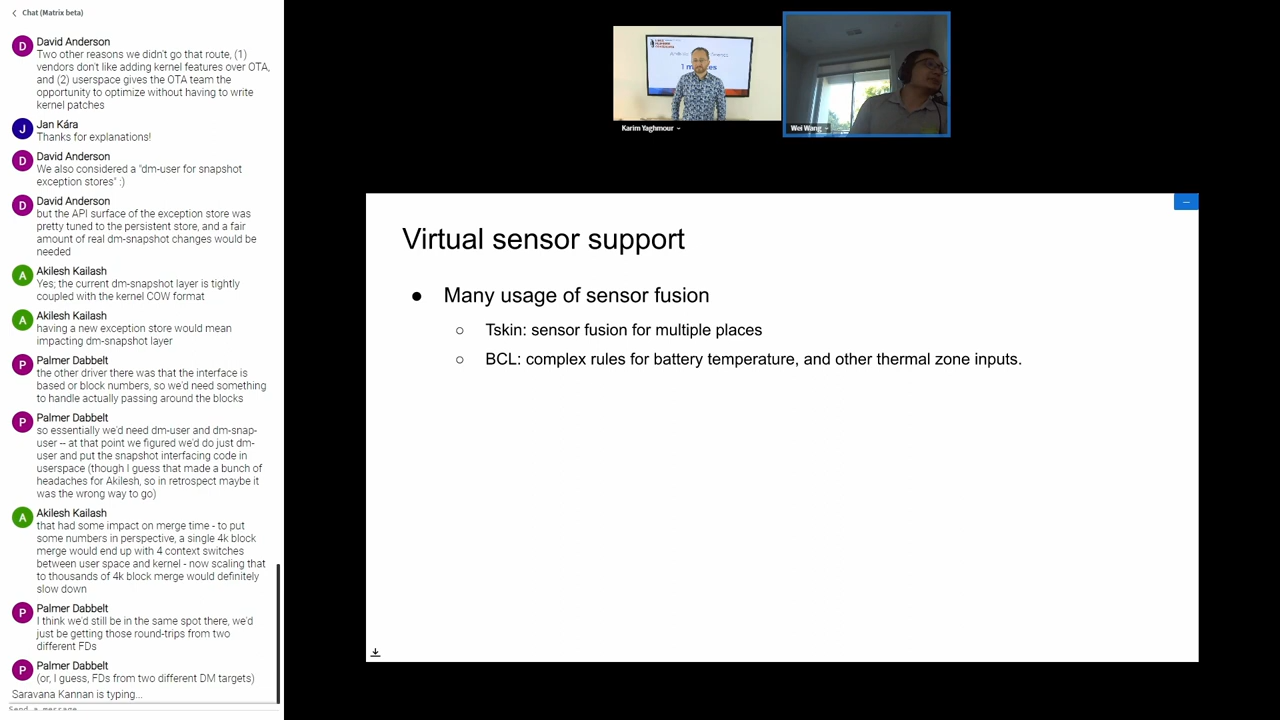 Chat (Matrix beta)
D
David Anderson
Two other reasons we didn't go that route, (1)
vendors don't like adding kernel features over OTA,
and (2) userspace gives the OTA team the
opportunity to optimize without having to write
kernel patches
J
Jan Kára
Thanks for explanations!
D
David Anderson
We also considered a "dm-user for snapshot
exception stores" :)
D
David Anderson
but the API surface of the exception store was
pretty tuned to the persistent store, and a fair
amount of real dm-snapshot changes would be
needed
A
Akilesh Kailash
Yes; the current dm-snapshot layer is tightly
coupled with the kernel COW format
A
Akilesh Kailash
having a new exception store would mean
impacting dm-snapshot layer
P
Palmer Dabbelt
the other driver there was that the interface is
based or block numbers, so we'd need something
to handle actually passing around the blocks
P
Palmer Dabbelt
so essentially we'd need dm-user and dm-snap-
user -- at that point we figured we'd do just dm-
user and put the snapshot interfacing code in
userspace (though I guess that made a bunch of
headaches for Akilesh, so in retrospect maybe it
was the wrong way to go)
A
Akilesh Kailash
that had some impact on merge time - to put
some numbers in perspective, a single 4k block
merge would end up with 4 context switches
between user space and kernel - now scaling that
to thousands of 4k block merge would definitely
slow down
P
Palmer Dabbelt
I think we'd still be in the same spot there, we'd
just be getting those round-trips from two
different FDs
P
Palmer Dabbelt
(or, I guess, FDs from two different DM targets)
Saravana Kannan is typing...
Send a message
Karim Yaghmour
Wei Wang
Virtual sensor support
● Many usage of sensor fusion
○ Tskin: sensor fusion for multiple places
○ BCL: complex rules for battery temperature, and other thermal zone inputs.